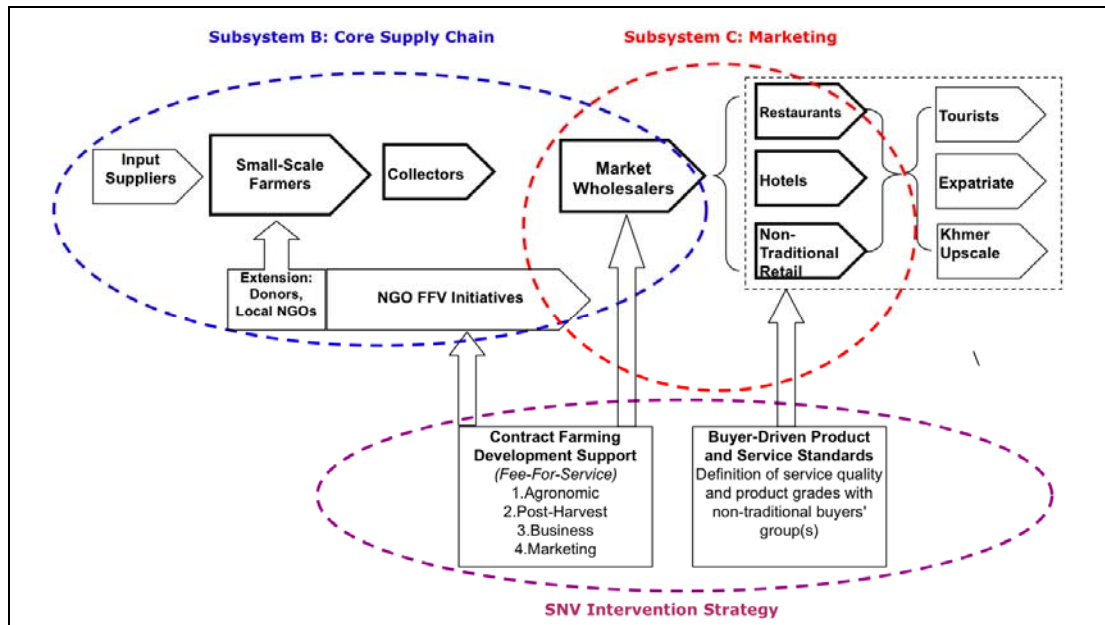 Subsystem B: Core Supply Chain
Subsystem C: Marketing
Input
Suppliers
Small-Scale
Farmers
Collectors
Market
Wholesalers
Restaurants
Hotels
Non-
Traditional
Retail
Tourists
Expatriate
Khmer
Upscale
Extension:
Donors,
Local NGOs
NGO FFV Initiatives
\
Contract Farming
Development Support
(Fee-For-Service)
1.Agronomic
2.Post-Harvest
3.Business
4.Marketing
Buyer-Driven Product
and Service Standards
Definition of service quality
and product grades with
non-traditional buyers'
group(s)
SNV Intervention Strategy